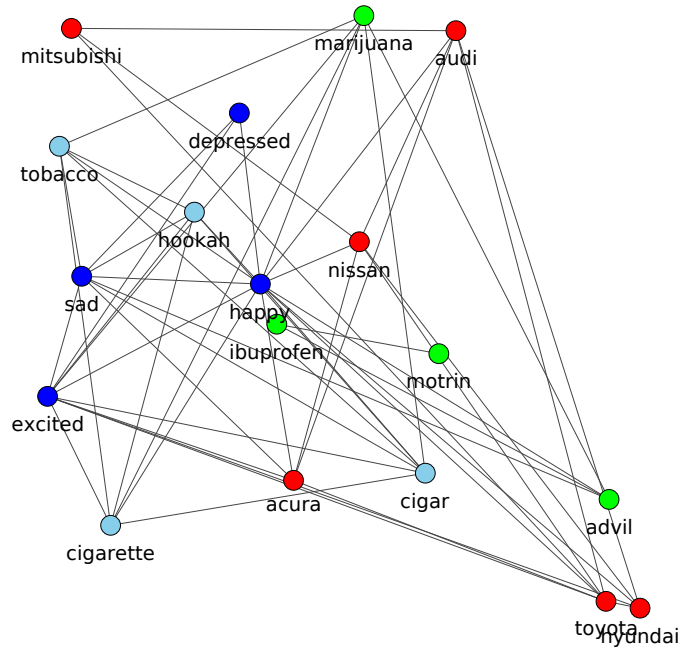 mitsubishi
marijuana
audi
depressed
tobacco
hookah
nissan
sad
happy
ibuprofen
motrin
excited
acura
cigar
advil
cigarette
toyota
hyundai